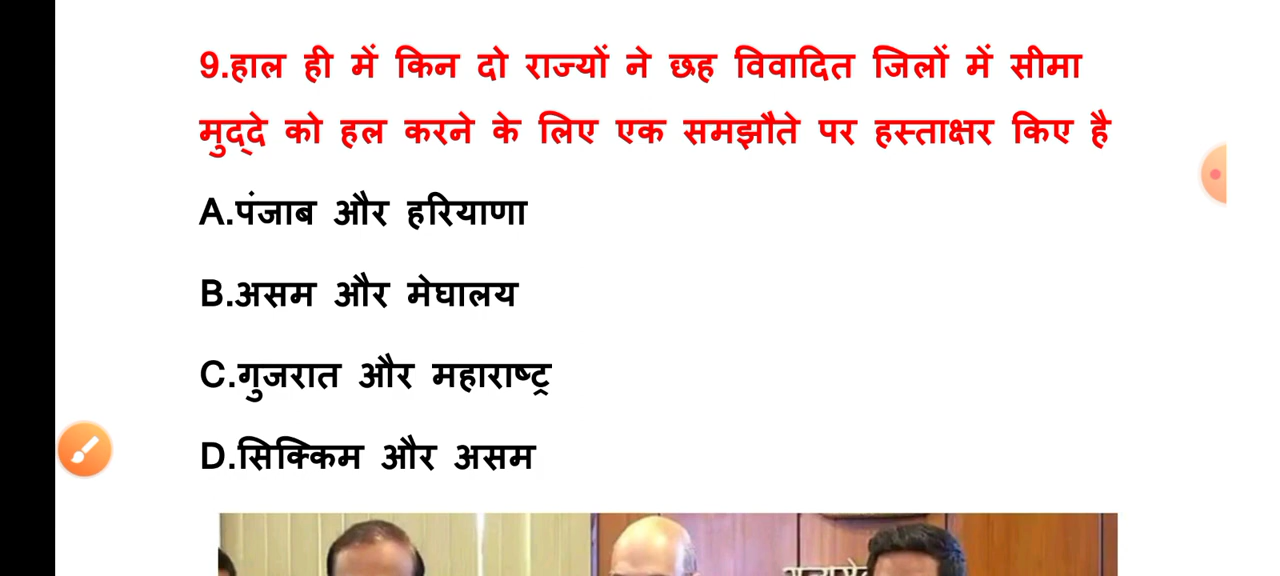 9.हाल ही में किन दो राज्यों ने छह विवादित जिलों में सीमा
मुद्दे को हल करने के लिए एक समझौते पर हस्ताक्षर किए है
A.पंजाब और हरियाणा
B.असम और मेघालय
C.गुजरात और महाराष्ट्र
D.सिक्किम और असम